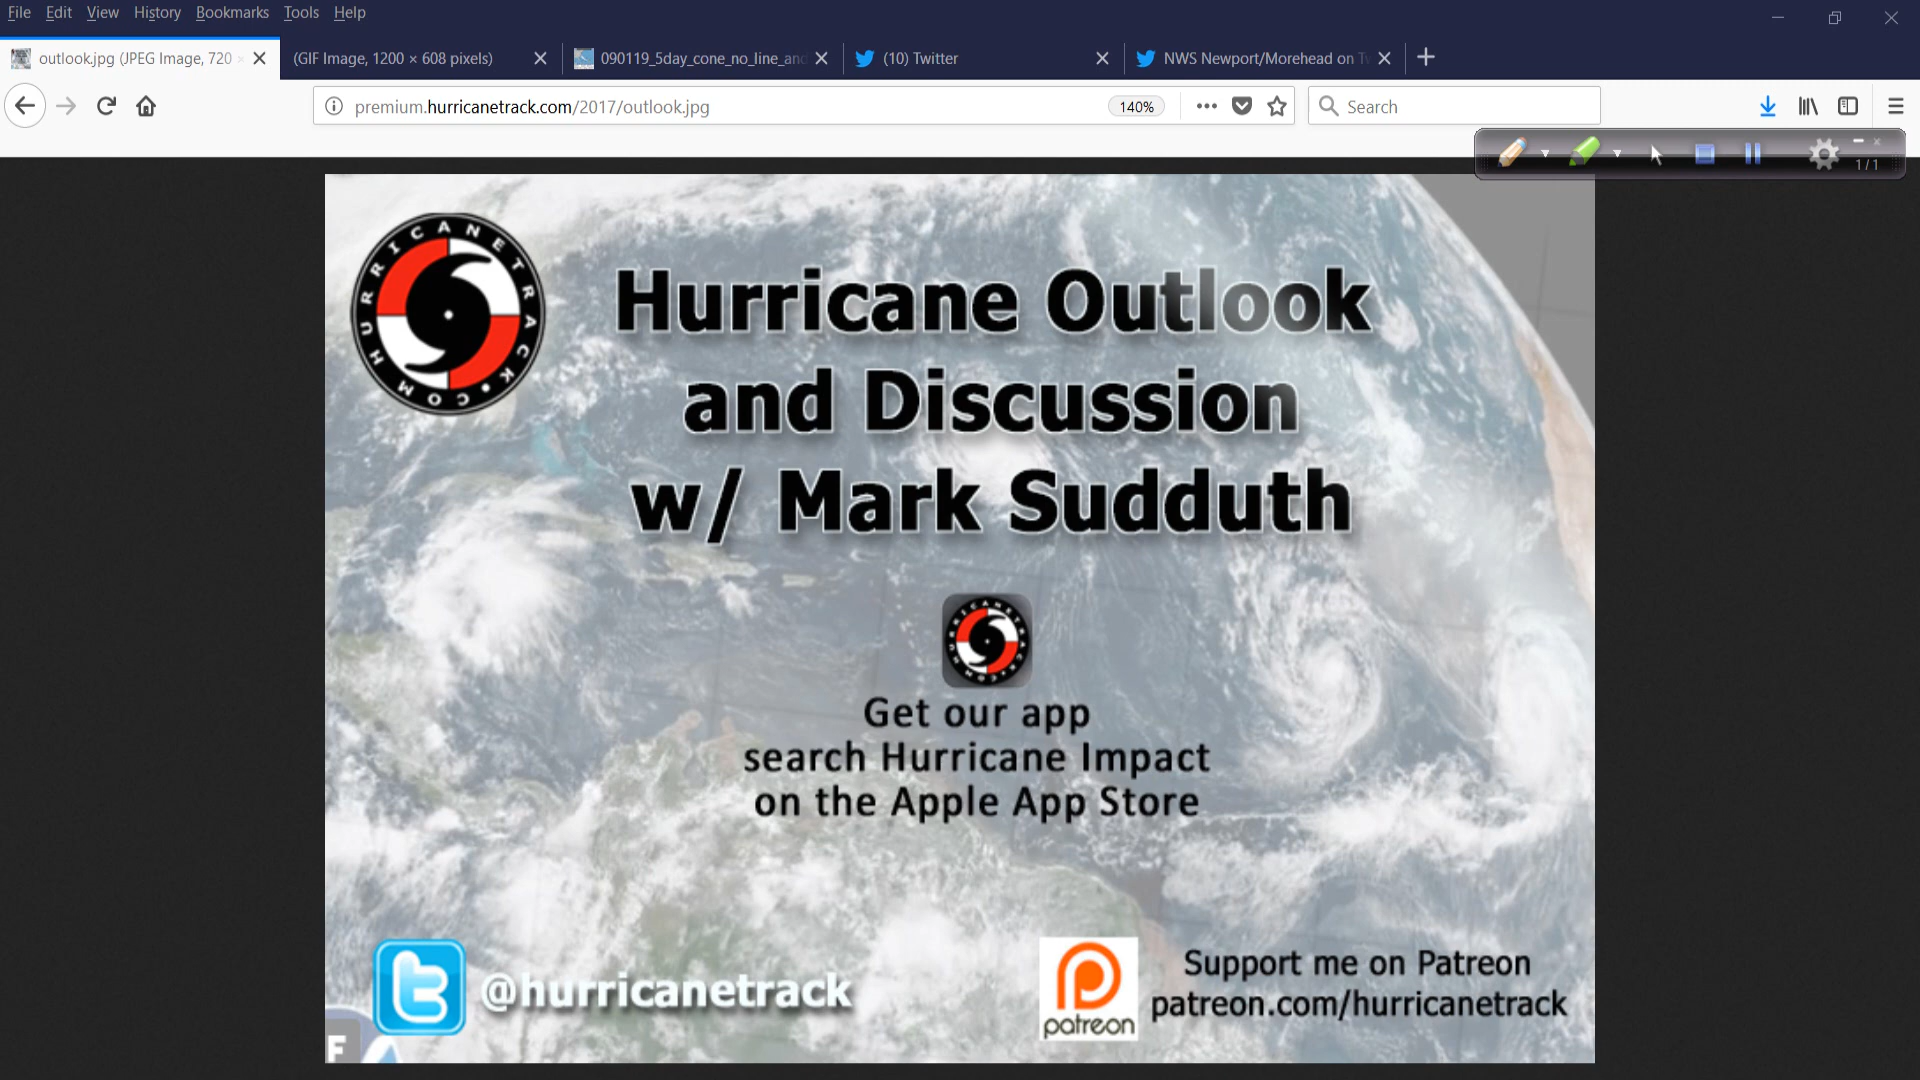 File Edit View History Bookmarks Tools Help
outlook.jpg (JPEG Image, 720 ×
(GIF Image, 1200 × 608 pixels)
090119_5day_cone_no_line_and
(10) Twitter
NWS Newport/Morehead on Tw
premium.hurricanetrack.com/2017/outlook.jpg
140%
Search
1/1
HURRICANETRACK.COM
Hurricane Outlook
and Discussion
w/ Mark Sudduth
HURRICANETRACK.COM
Get our app
search Hurricane Impact
on the Apple App Store
@hurricanetrack
patreon
Support me on Patreon
patreon.com/hurricanetrack
F